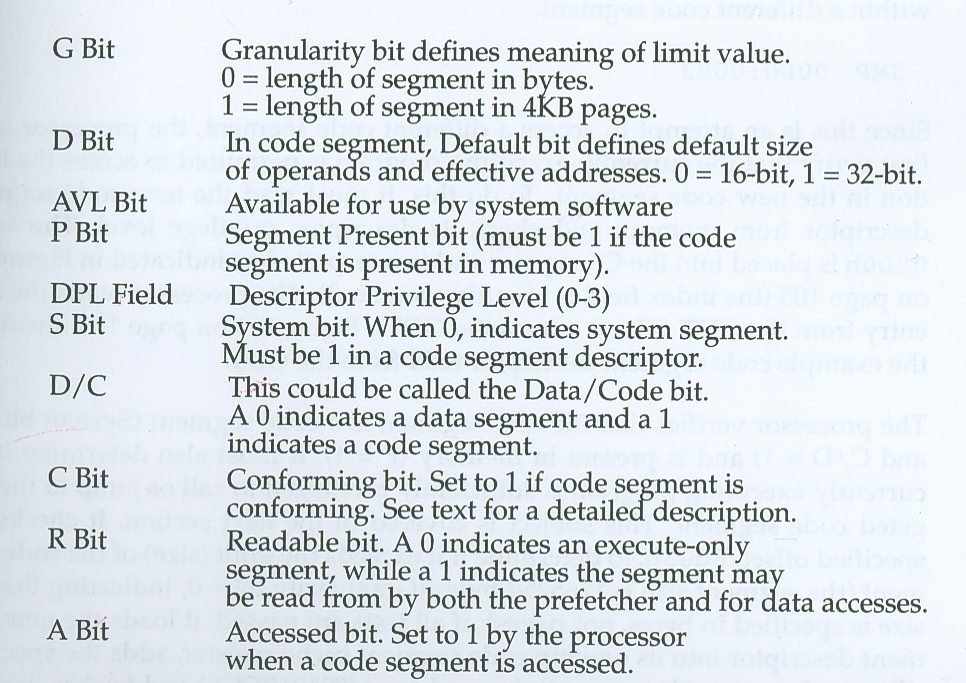 G Bit Granularity bit defines meaning of limit value.
0 = length of segment in bytes.
1 = length of segment in 4KB pages.
D Bit In code segment, Default bit defines default size
of operands and effective addresses. 0 = 16-bit, 1 = 32-bit.
AVL Bit Available for use by system software
P Bit Segment Present bit (must be 1 if the code
segment is present in memory).
DPL Field Descriptor Privilege Level (0-3)
S Bit System bit. When 0, indicates system segment.
Must be 1 in a code segment descriptor.
D/C This could be called the Data/Code bit.
A 0 indicates a data segment and a 1
indicates a code segment.
C Bit Conforming bit. Set to 1 if code segment is
conforming. See text for a detailed description.
R Bit Readable bit. A 0 indicates an execute-only
segment, while a 1 indicates the segment may
be read from by both the prefetcher and for data accesses.
A Bit Accessed bit. Set to 1 by the processor
when a code segment is accessed.